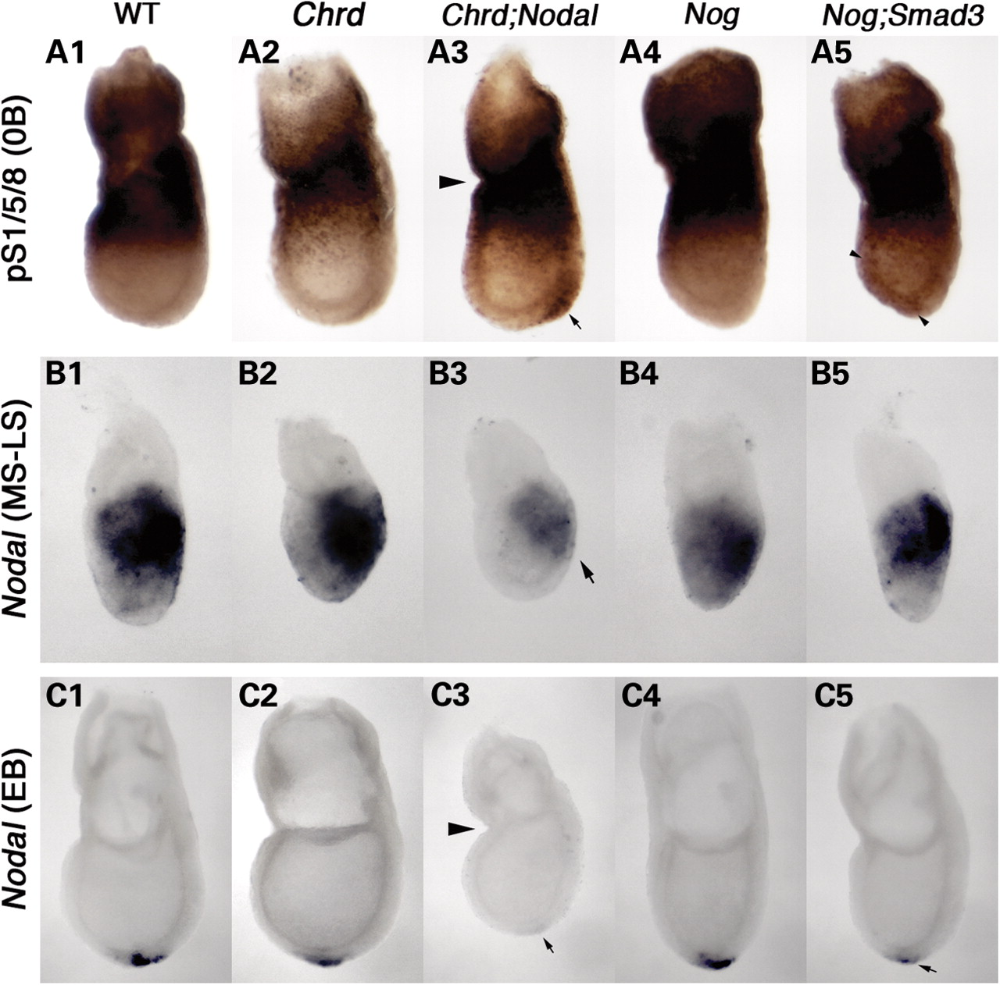 WT Chrd Chrd;Nodal Nog Nog;Smad3
pS1/5/8 (0B)
A1 A2 A3 A4 A5
Nodal (MS-LS)
B1 B2 B3 B4 B5
Nodal (EB)
C1 C2 C3 C4 C5